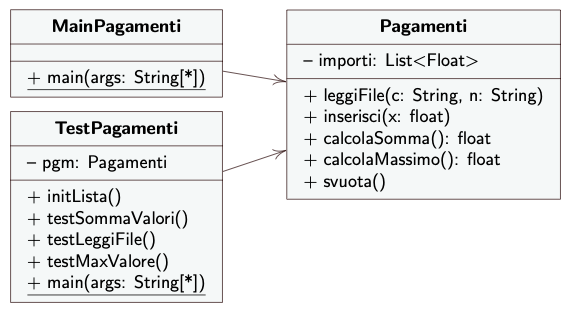 MainPagamenti
+ main(args: String[*])
TestPagamenti
– pgm: Pagamenti
+ initLista()
+ testSommaValori()
+ testLeggiFile()
+ testMaxValore()
+ main(args: String[*])
Pagamenti
– importi: List<Float>
+ leggiFile(c: String, n: String)
+ inserisci(x: float)
+ calcolaSomma(): float
+ calcolaMassimo(): float
+ svuota()